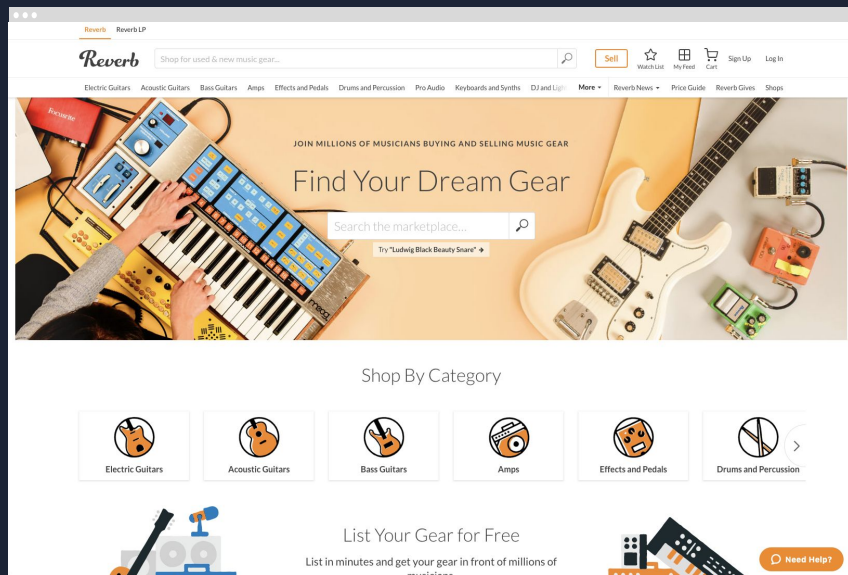 Reverb Reverb LP
Reverb Shop for used & new music gear... Sell Watch List My Feed Cart Sign Up Log In
Electric Guitars Acoustic Guitars Bass Guitars Amps Effects and Pedals Drums and Percussion Pro Audio Keyboards and Synths DJ and Ligh More Reverb News Price Guide Reverb Gives Shops
Focusrite
JOIN MILLIONS OF MUSICIANS BUYING AND SELLING MUSIC GEAR
Find Your Dream Gear
Search the marketplace...
Try "Ludwig Black Beauty Snare" →
moog
Shop By Category
Electric Guitars Acoustic Guitars Bass Guitars Amps Effects and Pedals Drums and Percussion
List Your Gear for Free
List in minutes and get your gear in front of millions of
musicians
Need Help?